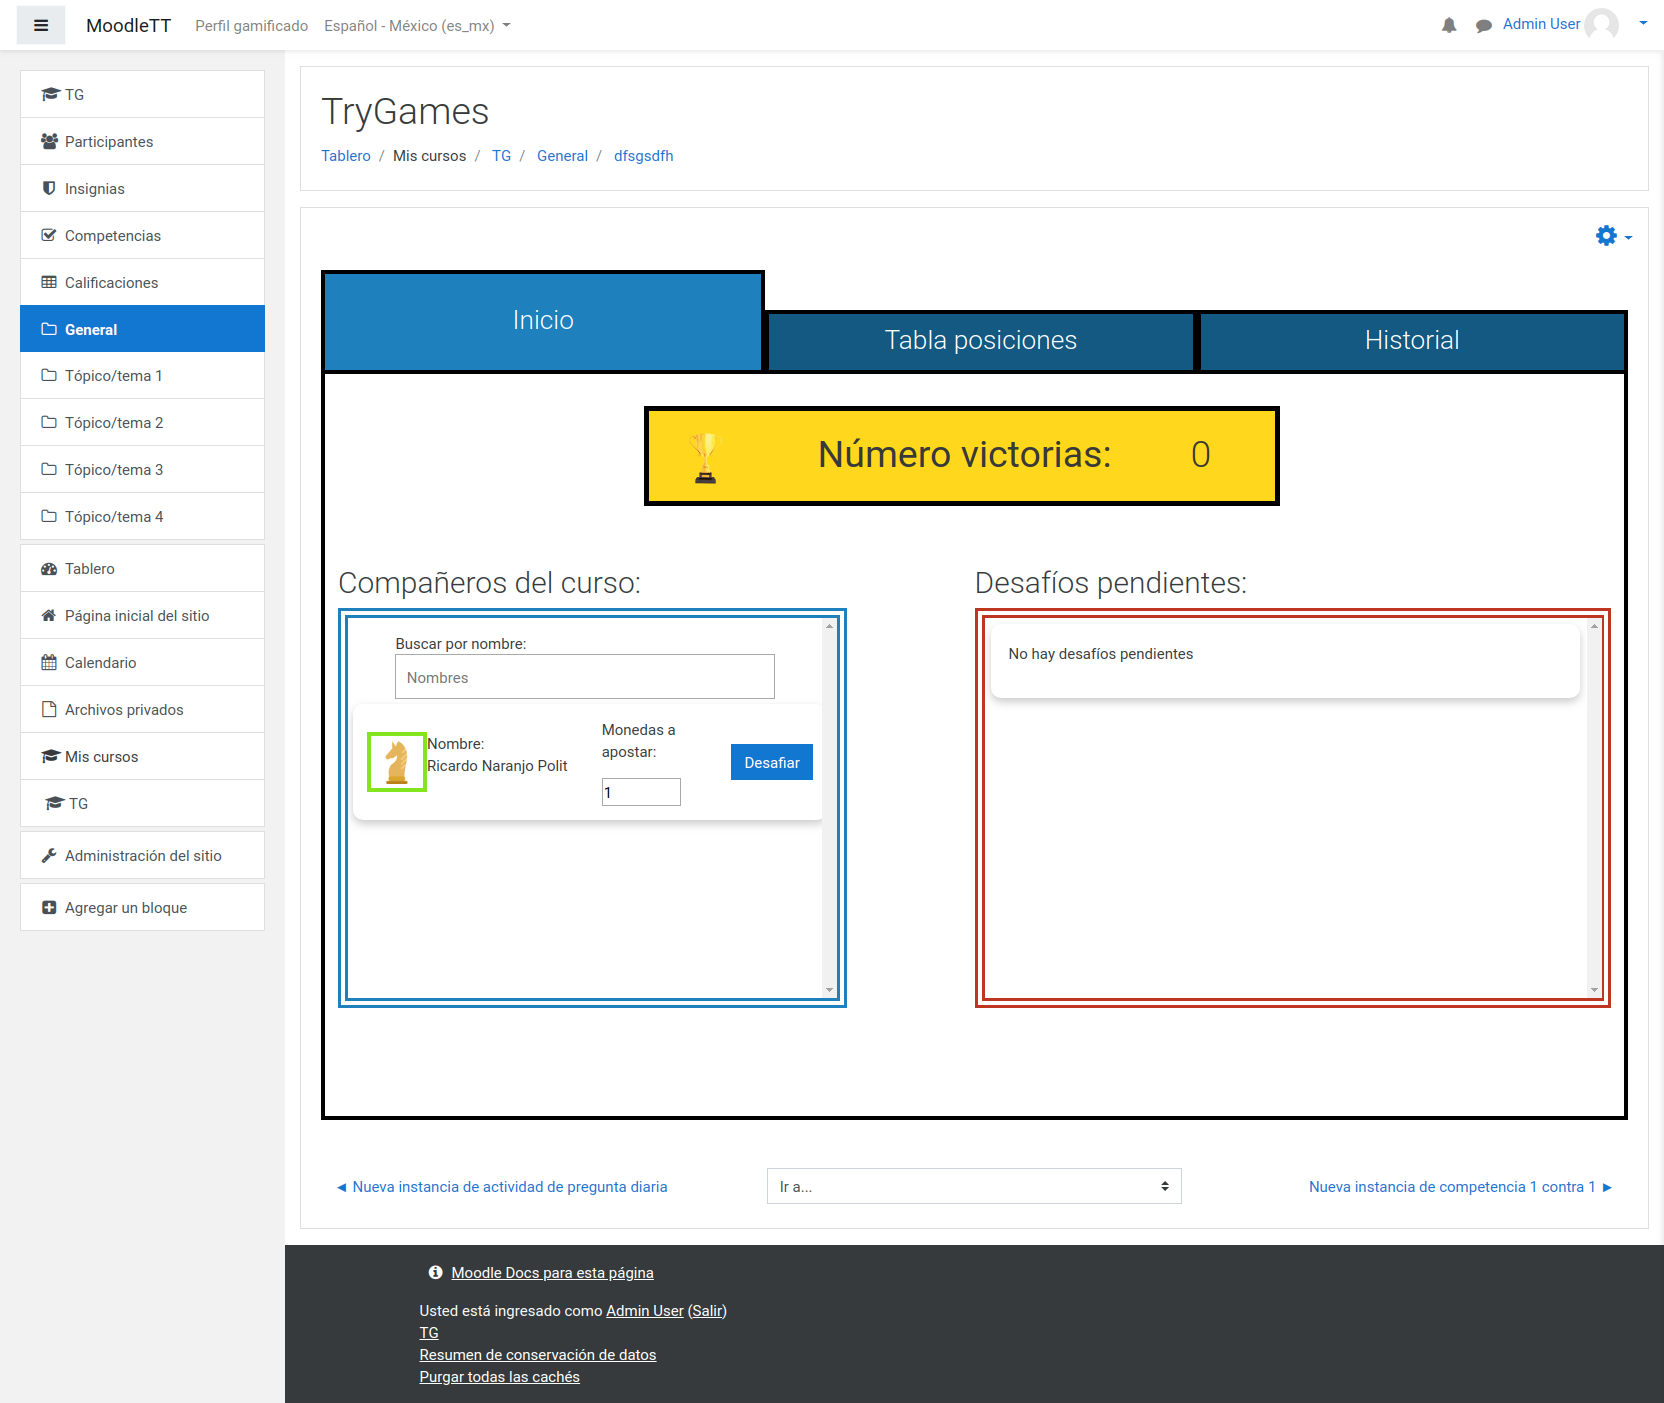 MoodleTT Perfil gamificado Español - México (es_mx) Admin User
TG
Participantes
Insignias
Competencias
Calificaciones
General
Tópico/tema 1
Tópico/tema 2
Tópico/tema 3
Tópico/tema 4
Tablero
Página inicial del sitio
Calendario
Archivos privados
Mis cursos
TG
Administración del sitio
Agregar un bloque
TryGames
Tablero / Mis cursos / TG / General / dfsgsdfh
Inicio
Tabla posiciones
Historial
Número victorias: 0
Compañeros del curso:
Buscar por nombre:
Nombres
Nombre:
Ricardo Naranjo Polit
Monedas a
apostar:
1
Desafiar
Desafíos pendientes:
No hay desafíos pendientes
◄ Nueva instancia de actividad de pregunta diaria
Ir a...
Nueva instancia de competencia 1 contra 1 ►
Moodle Docs para esta página
Usted está ingresado como Admin User (Salir)
TG
Resumen de conservación de datos
Purgar todas las cachés